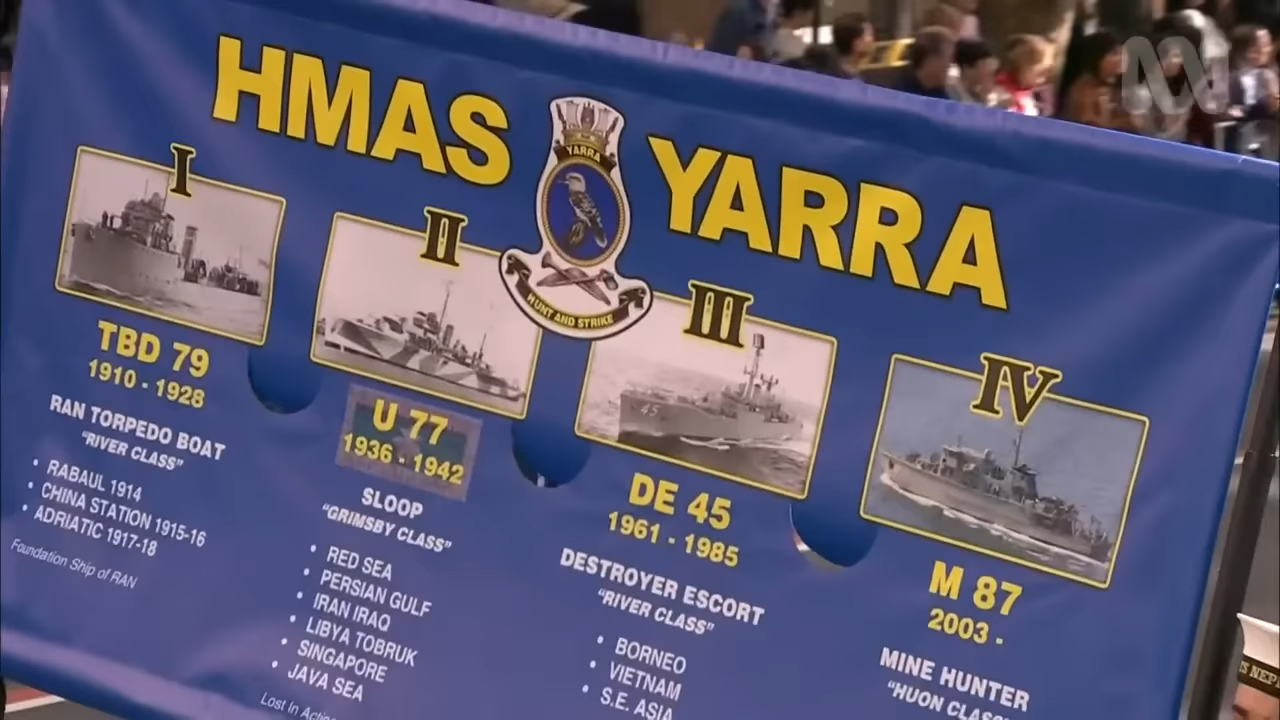 HMAS YARRA
YARRA
HUNT AND STRIKE
I
TBD 79
1910 - 1928
RAN TORPEDO BOAT
"RIVER CLASS"
• RABAUL 1914
• CHINA STATION 1915-16
• ADRIATIC 1917-18
Foundation Ship of RAN
II
U 77
1936 - 1942
SLOOP
"GRIMSBY CLASS"
• RED SEA
• PERSIAN GULF
• IRAN IRAQ
• LIBYA TOBRUK
• SINGAPORE
• JAVA SEA
Lost In
III
45
DE 45
1961 - 1985
DESTROYER ESCORT
"RIVER CLASS"
• BORNEO
• VIETNAM
• S.E. ASIA
IV
M 87
2003 -
MINE HUNTER
"HUON